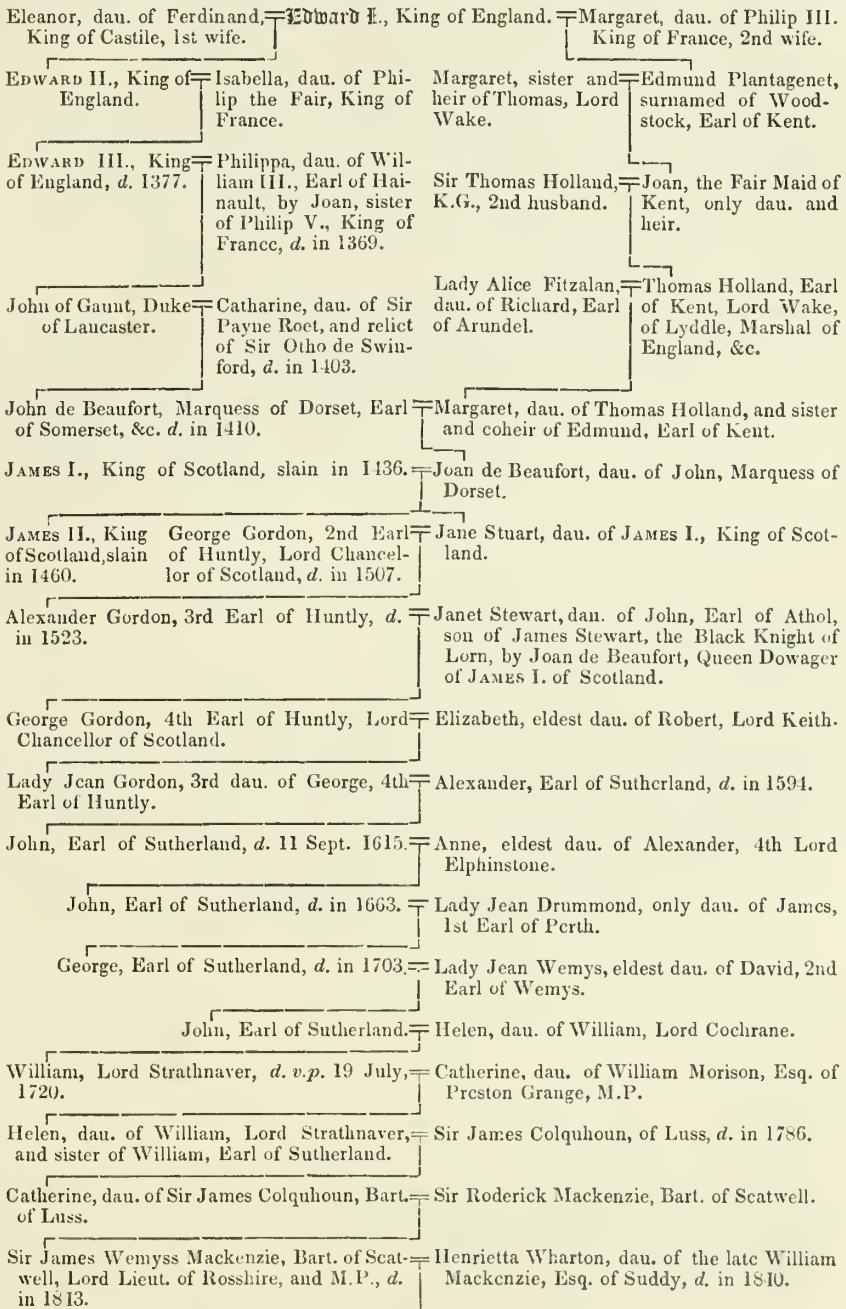 Eleanor, dau. of Ferdinand, Edward I., King of England. Margaret, dau. of Philip III.
King of Castile, 1st wife. King of France, 2nd wife.
EDWARD II., King of England. Isabella, dau. of Phi-
lip the Fair, King of
France.
Margaret, sister and
heir of Thomas, Lord
Wake.
Edmund Plantagenet,
surnamed of Wood-
stock, Earl of Kent.
EDWARD III., King
of England, d. 1377.
Philippa, dau. of Wil-
liam III., Earl of Hai-
nault, by Joan, sister
of Philip V., King of
France, d. in 1369.
Sir Thomas Holland,
K.G., 2nd husband.
Joan, the Fair Maid of
Kent, only dau. and
heir.
John of Gaunt, Duke
of Lancaster.
Catharine, dau. of Sir
Payne Roet, and relict
of Sir Otho de Swin-
ford, d. in 1403.
Lady Alice Fitzalan,
dau. of Richard, Earl
of Arundel.
Thomas Holland, Earl
of Kent, Lord Wake,
of Lyddle, Marshal of
England, &c.
John de Beaufort, Marquess of Dorset, Earl
of Somerset, &c. d. in 1410.
Margaret, dau. of Thomas Holland, and sister
and coheir of Edmund, Earl of Kent.
JAMES I., King of Scotland, slain in 1436.
Joan de Beaufort, dau. of John, Marquess of
Dorset.
JAMES II., King
of Scotland, slain
in 1460.
George Gordon, 2nd Earl
of Huntly, Lord Chancel-
lor of Scotland, d. in 1507.
Jane Stuart, dau. of JAMES I., King of Scot-
land.
Alexander Gordon, 3rd Earl of Huntly, d.
in 1523.
Janet Stewart, dau. of John, Earl of Athol,
son of James Stewart, the Black Knight of
Lorn, by Joan de Beaufort, Queen Dowager
of JAMES I. of Scotland.
George Gordon, 4th Earl of Huntly, Lord
Chancellor of Scotland.
Elizabeth, eldest dau. of Robert, Lord Keith.
Lady Jean Gordon, 3rd dau. of George, 4th
Earl of Huntly.
Alexander, Earl of Sutherland, d. in 1594.
John, Earl of Sutherland, d. 11 Sept. 1615.
Anne, eldest dau. of Alexander, 4th Lord
Elphinstone.
John, Earl of Sutherland, d. in 1663.
Lady Jean Drummond, only dau. of James,
1st Earl of Perth.
George, Earl of Sutherland, d. in 1703.
Lady Jean Wemys, eldest dau. of David, 2nd
Earl of Wemys.
John, Earl of Sutherland.
Helen, dau. of William, Lord Cochrane.
William, Lord Strathnaver, d. v.p. 19 July,
1720.
Catherine, dau. of William Morison, Esq. of
Preston Grange, M.P.
Helen, dau. of William, Lord Strathnaver,
and sister of William, Earl of Sutherland.
Sir James Colquhoun, of Luss, d. in 1786.
Catherine, dau. of Sir James Colquhoun, Bart.
of Luss.
Sir Roderick Mackenzie, Bart. of Scatwell.
Sir James Wemyss Mackenzie, Bart. of Scat-
well, Lord Lieut. of Rosshire, and M.P., d.
in 1843.
Henrietta Wharton, dau. of the late William
Mackenzie, Esq. of Suddy, d. in 1840.